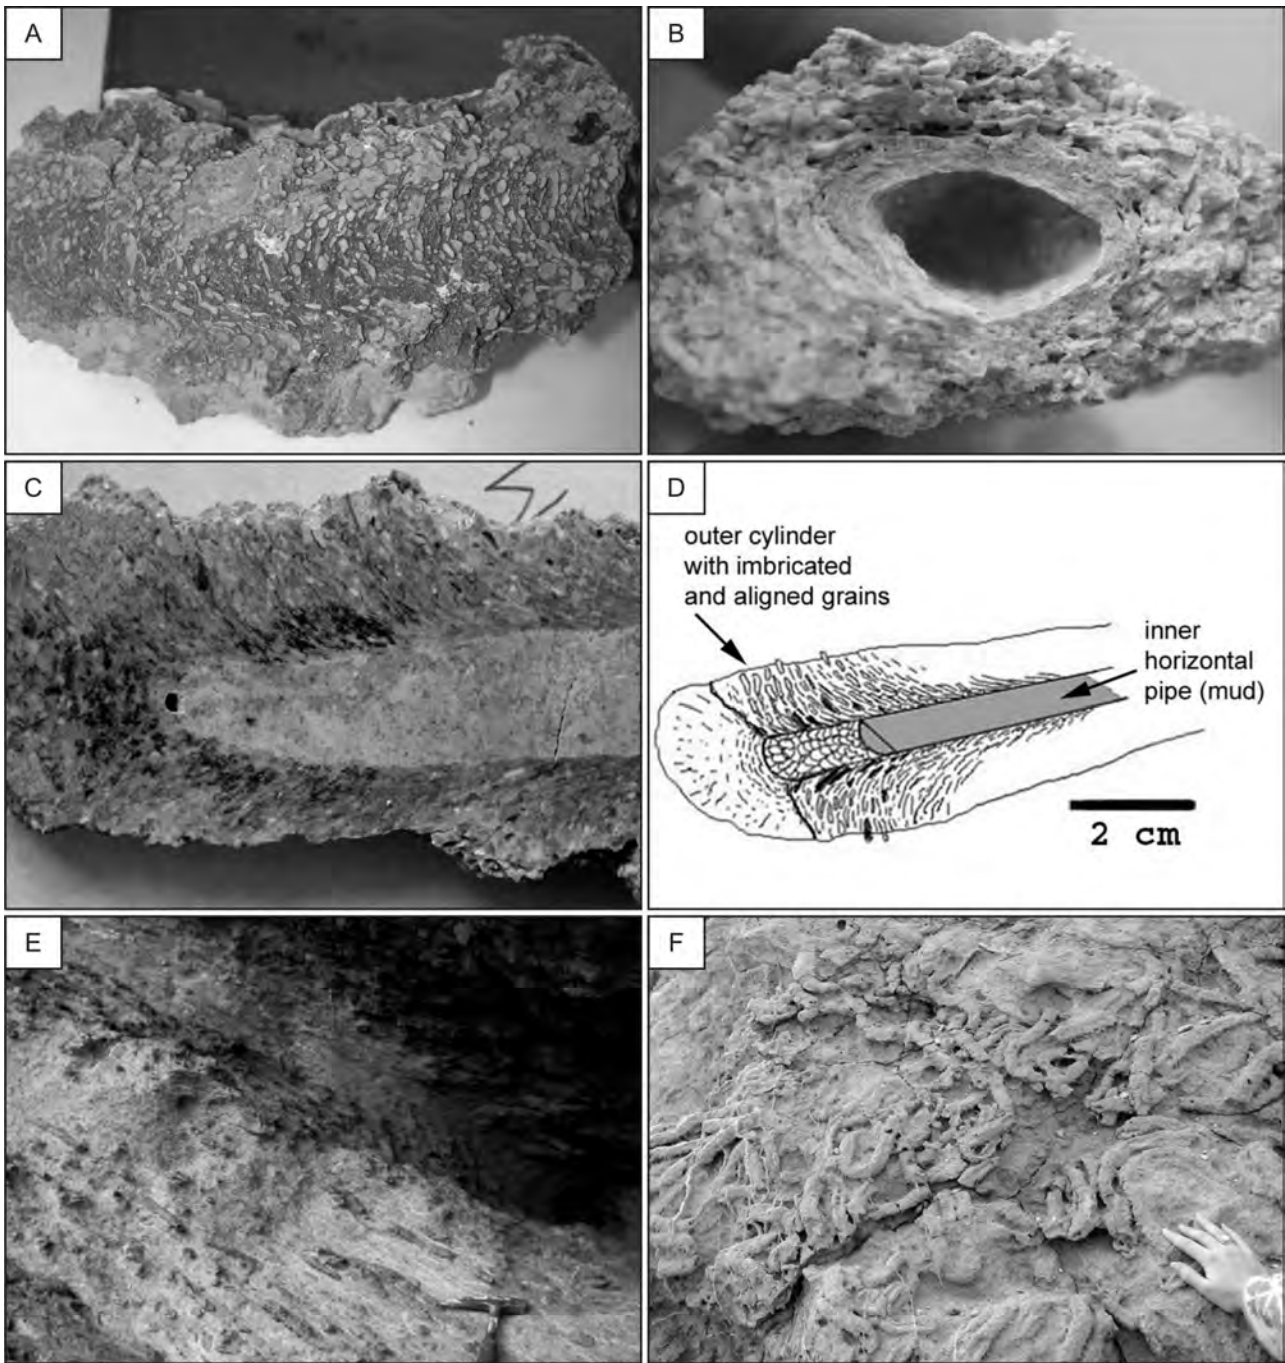 A
B
C
D
outer cylinder
with imbricated
and aligned grains
inner
horizontal
pipe (mud)
2 cm
E
F